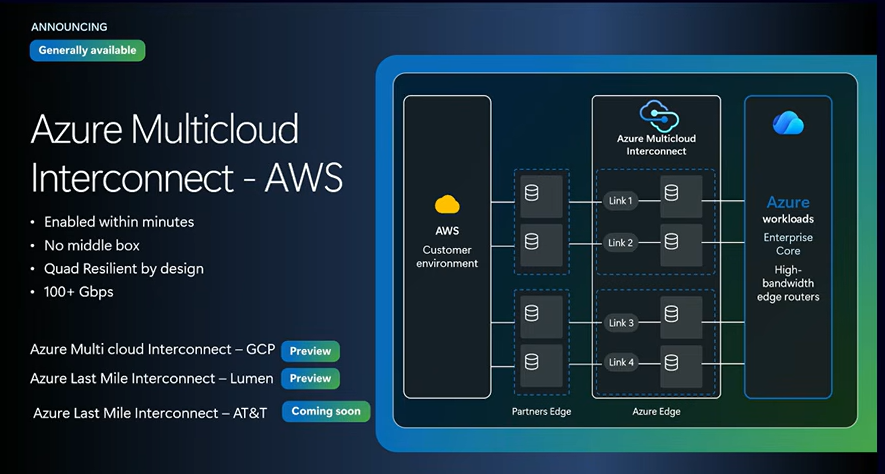 ANNOUNCING
Generally available
Azure Multicloud
Interconnect - AWS
• Enabled within minutes
• No middle box
• Quad Resilient by design
• 100+ Gbps
Azure Multi cloud Interconnect – GCP Preview
Azure Last Mile Interconnect – Lumen Preview
Azure Last Mile Interconnect – AT&T Coming soon
AWS
Customer
environment
Partners Edge
Azure Multicloud
Interconnect
Link 1
Link 2
Link 3
Link 4
Azure Edge
Azure
workloads
Enterprise
Core
High-
bandwidth
edge routers